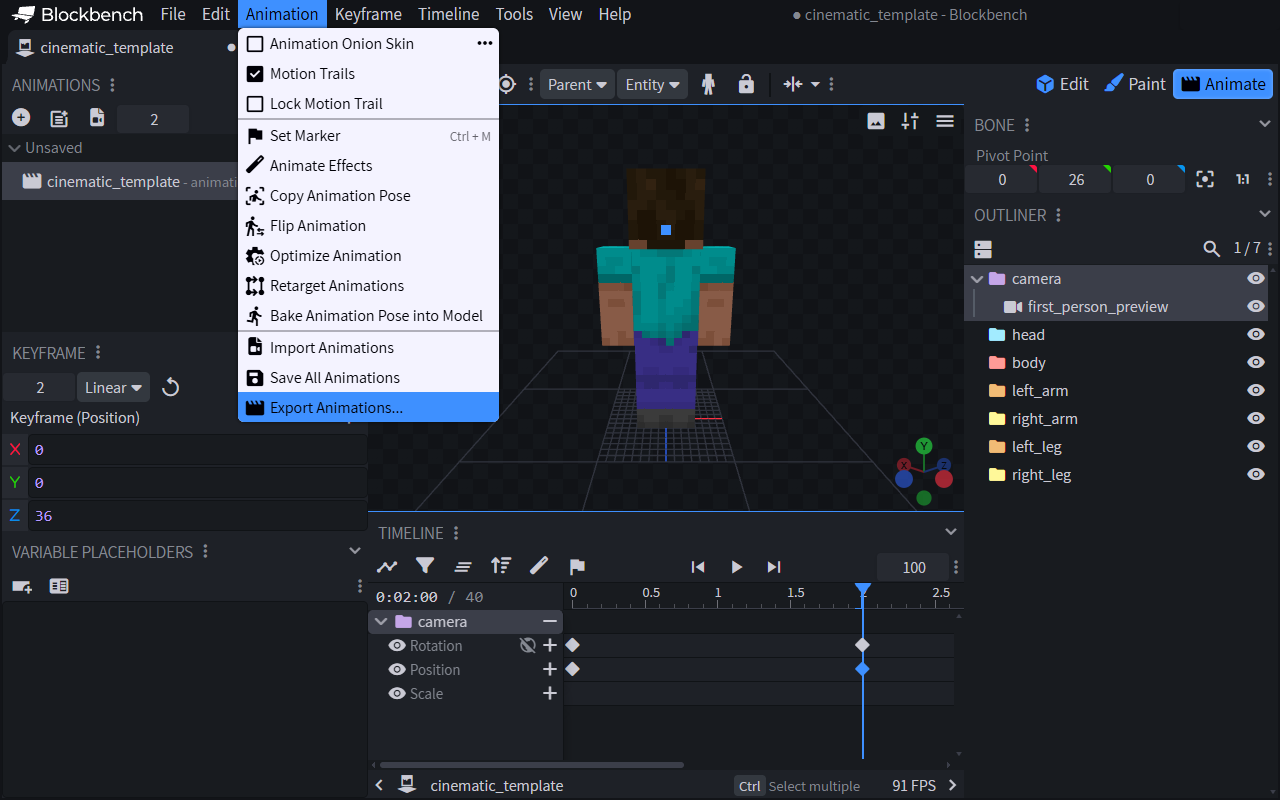 Blockbench File Edit Animation Keyframe Timeline Tools View Help ● cinematic_template - Blockbench
cinematic_template ●
ANIMATIONS
2
Unsaved
cinematic_template - animati
Animation Onion Skin •••
Motion Trails
Lock Motion Trail
Set Marker Ctrl + M
Animate Effects
Copy Animation Pose
Flip Animation
Optimize Animation
Retarget Animations
Bake Animation Pose into Model
Import Animations
Save All Animations
Export Animations...
Parent Entity
Edit Paint Animate
KEYFRAME
2 Linear
Keyframe (Position)
X 0
Y 0
Z 36
VARIABLE PLACEHOLDERS
Y
X Z
BONE
Pivot Point
0 26 0 1:1
OUTLINER
1 / 7
camera
first_person_preview
head
body
left_arm
right_arm
left_leg
right_leg
TIMELINE
100
0:02:00 / 40 0 0.5 1 1.5 2 2.5
camera
Rotation
Position
Scale
cinematic_template Ctrl Select multiple 91 FPS